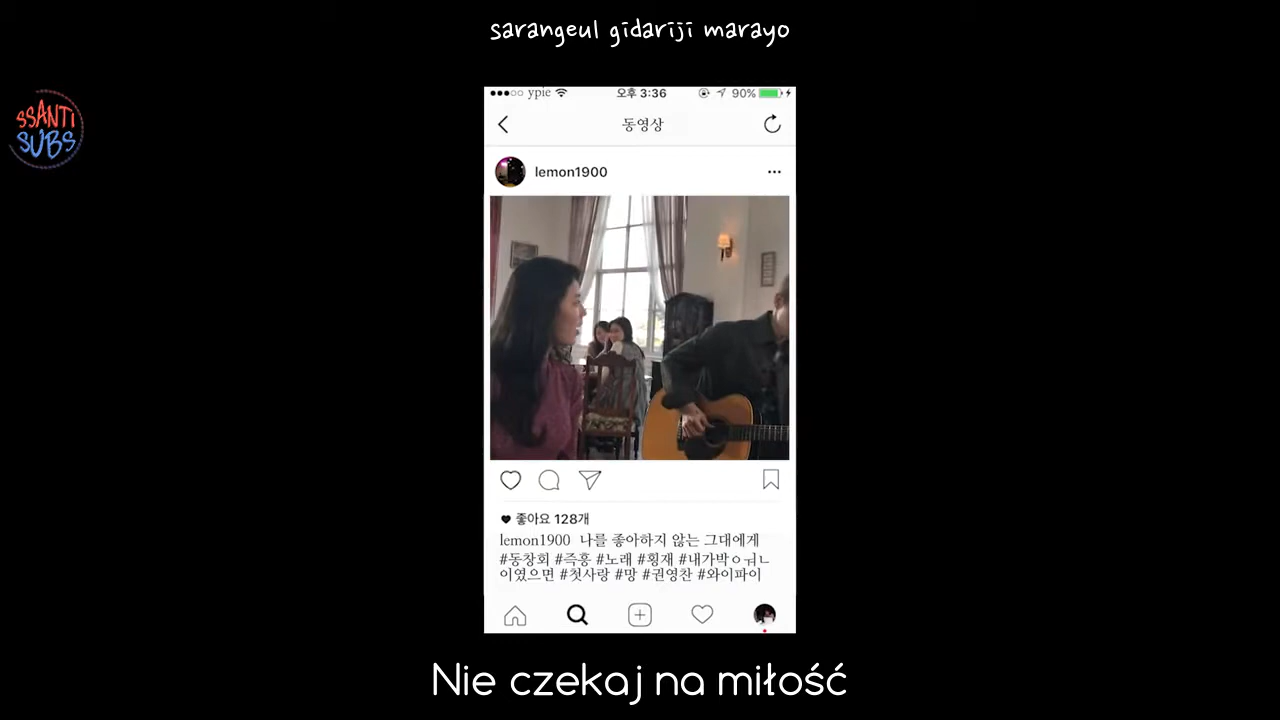 sarangeul gidariji marayo
SSANTI
SUBS
ypie 오후 3:36 90%
동영상
lemon1900
좋아요 128개
lemon1900 나를 좋아하지 않는 그대에게
#동창회 #즉흥 #노래 #횡재 #내가박ㅇㅝㄴ
이였으면 #첫사랑 #망 #권영찬 #와이파이
Nie czekaj na miłość